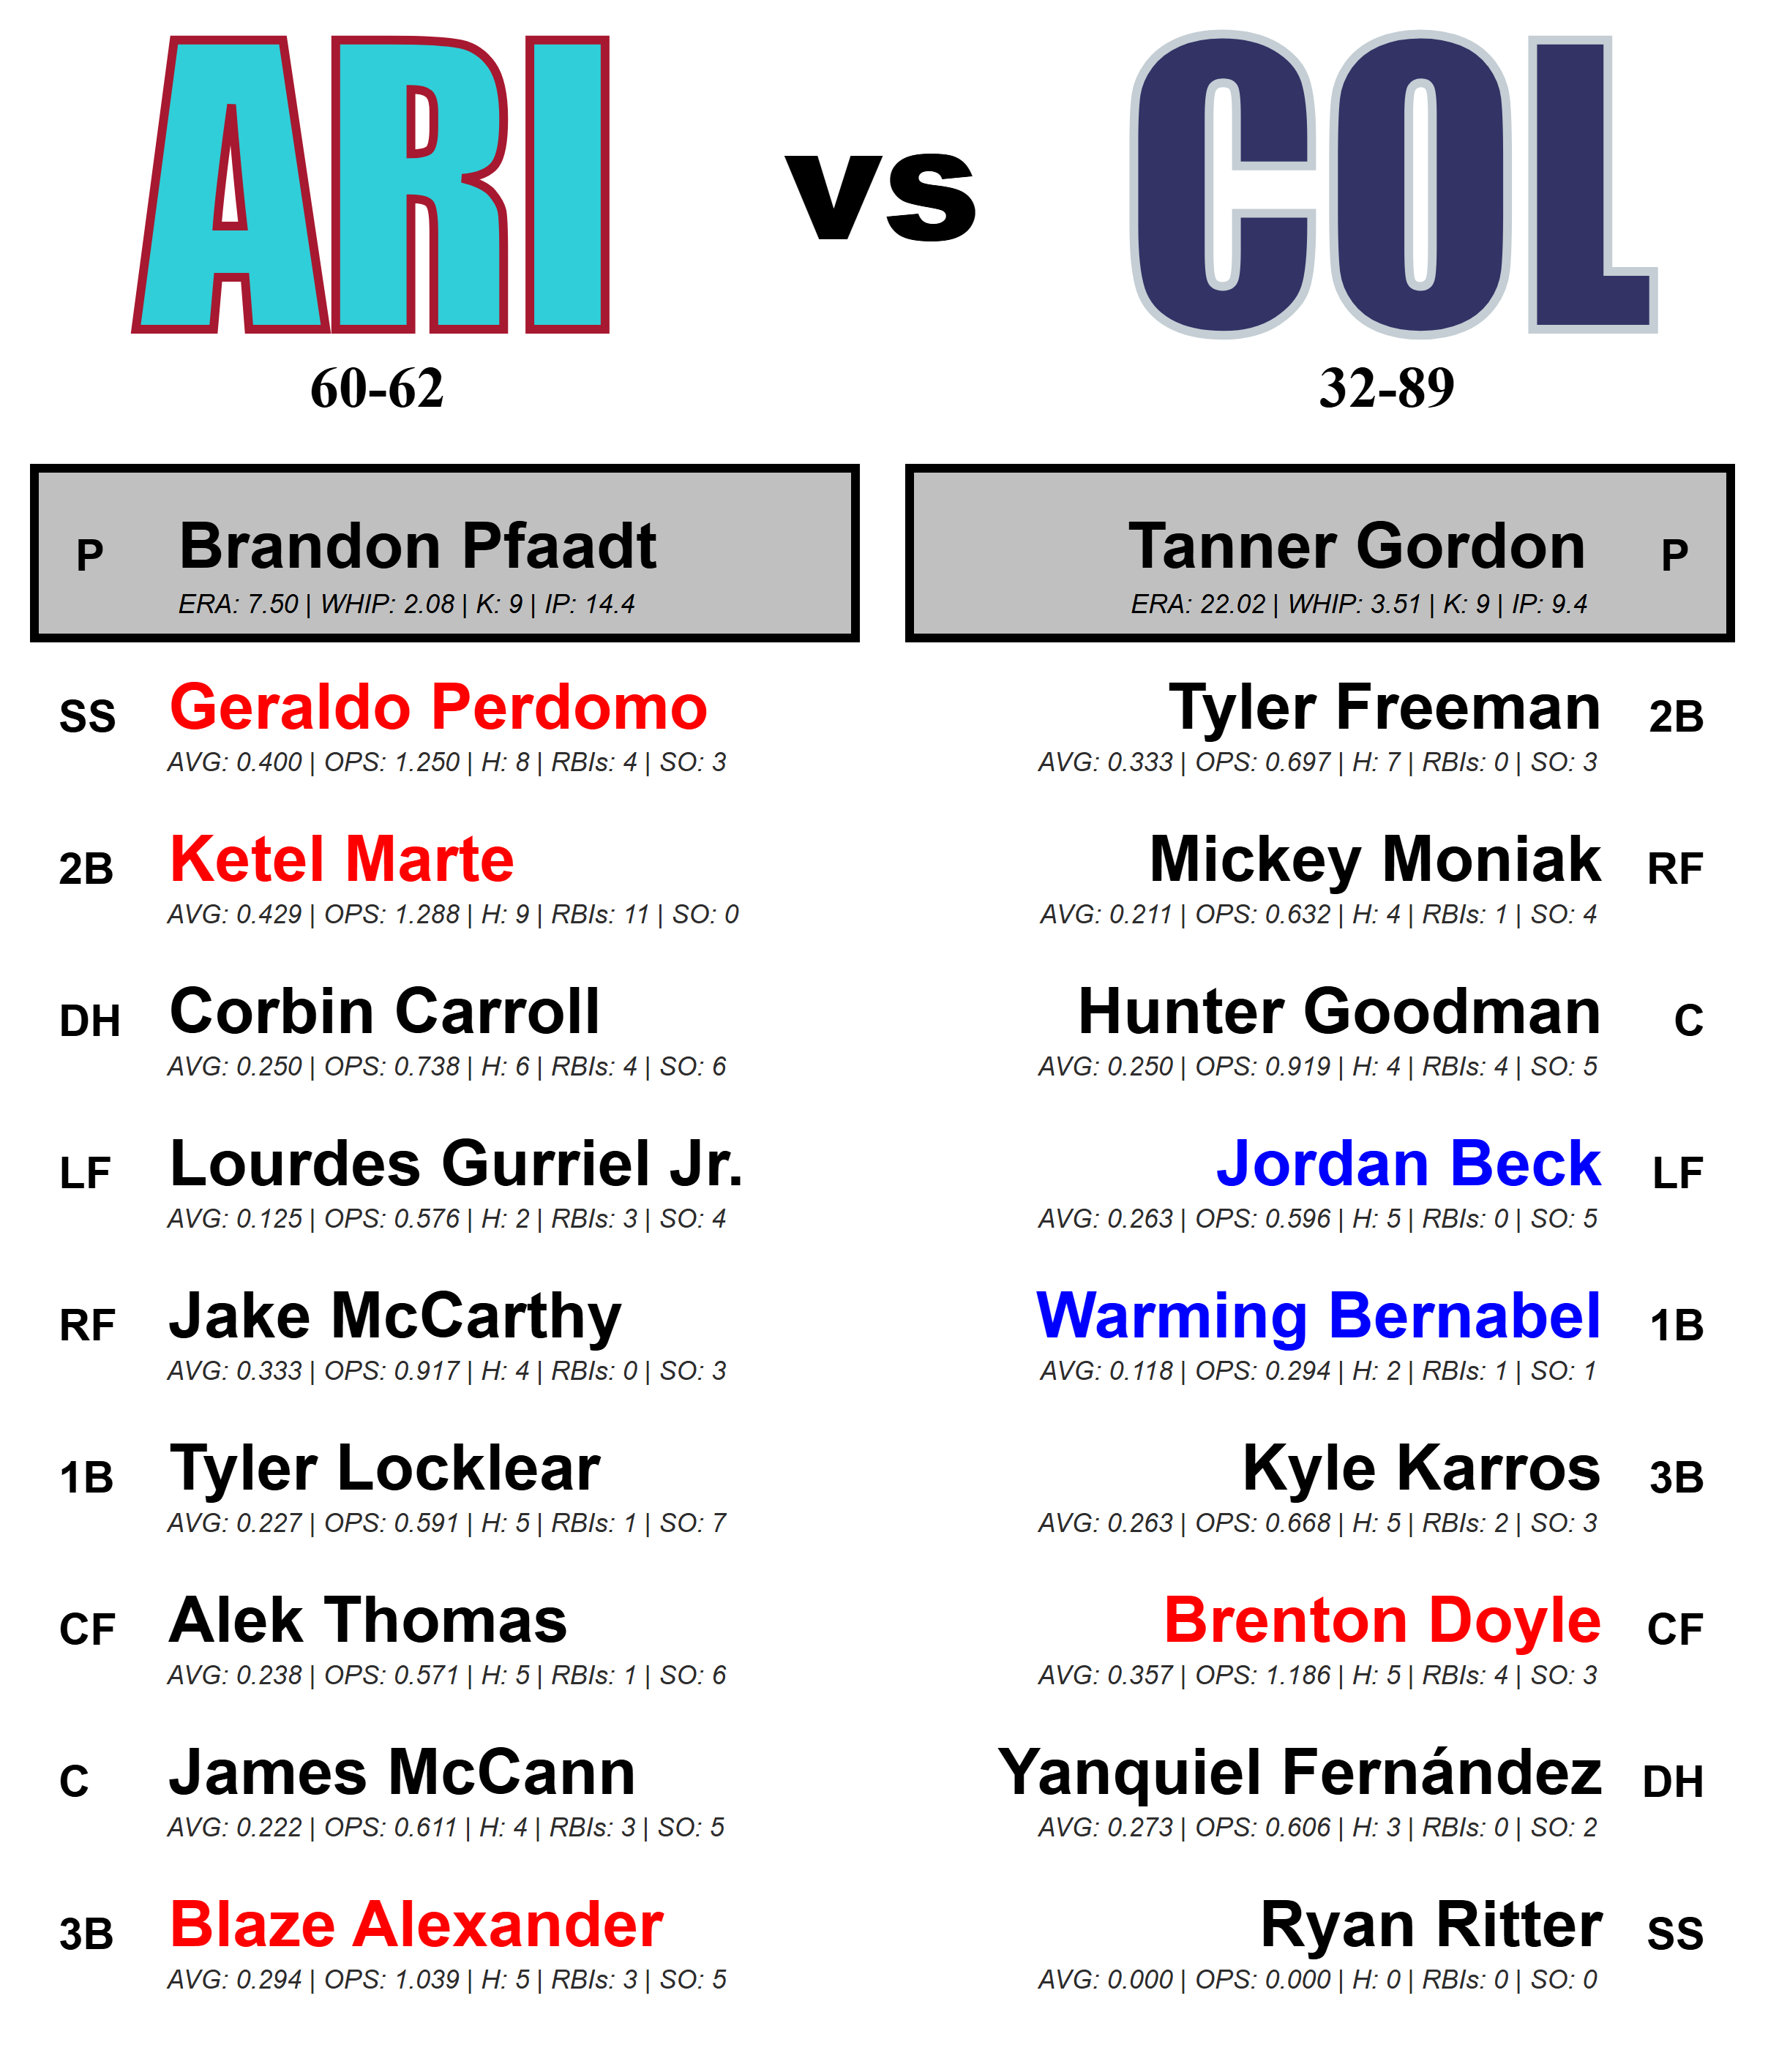 ARI vs COL
60-62 32-89
P Brandon Pfaadt
ERA: 7.50 | WHIP: 2.08 | K: 9 | IP: 14.4
SS Geraldo Perdomo
AVG: 0.400 | OPS: 1.250 | H: 8 | RBIs: 4 | SO: 3
2B Ketel Marte
AVG: 0.429 | OPS: 1.288 | H: 9 | RBIs: 11 | SO: 0
DH Corbin Carroll
AVG: 0.250 | OPS: 0.738 | H: 6 | RBIs: 4 | SO: 6
LF Lourdes Gurriel Jr.
AVG: 0.125 | OPS: 0.576 | H: 2 | RBIs: 3 | SO: 4
RF Jake McCarthy
AVG: 0.333 | OPS: 0.917 | H: 4 | RBIs: 0 | SO: 3
1B Tyler Locklear
AVG: 0.227 | OPS: 0.591 | H: 5 | RBIs: 1 | SO: 7
CF Alek Thomas
AVG: 0.238 | OPS: 0.571 | H: 5 | RBIs: 1 | SO: 6
C James McCann
AVG: 0.222 | OPS: 0.611 | H: 4 | RBIs: 3 | SO: 5
3B Blaze Alexander
AVG: 0.294 | OPS: 1.039 | H: 5 | RBIs: 3 | SO: 5
Tanner Gordon P
ERA: 22.02 | WHIP: 3.51 | K: 9 | IP: 9.4
Tyler Freeman 2B
AVG: 0.333 | OPS: 0.697 | H: 7 | RBIs: 0 | SO: 3
Mickey Moniak RF
AVG: 0.211 | OPS: 0.632 | H: 4 | RBIs: 1 | SO: 4
Hunter Goodman C
AVG: 0.250 | OPS: 0.919 | H: 4 | RBIs: 4 | SO: 5
Jordan Beck LF
AVG: 0.263 | OPS: 0.596 | H: 5 | RBIs: 0 | SO: 5
Warming Bernabel 1B
AVG: 0.118 | OPS: 0.294 | H: 2 | RBIs: 1 | SO: 1
Kyle Karros 3B
AVG: 0.263 | OPS: 0.668 | H: 5 | RBIs: 2 | SO: 3
Brenton Doyle CF
AVG: 0.357 | OPS: 1.186 | H: 5 | RBIs: 4 | SO: 3
Yanquiel Fernández DH
AVG: 0.273 | OPS: 0.606 | H: 3 | RBIs: 0 | SO: 2
Ryan Ritter SS
AVG: 0.000 | OPS: 0.000 | H: 0 | RBIs: 0 | SO: 0